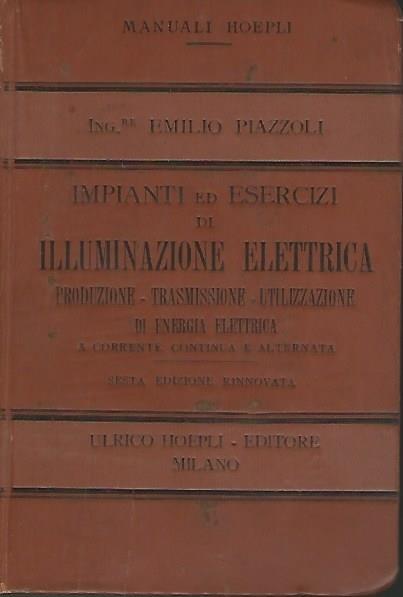 MANUALI HOEPLI
ING.RE EMILIO PIAZZOLI
IMPIANTI ED ESERCIZI
DI
ILLUMINAZIONE ELETTRICA
PRODUZIONE - TRASMISSIONE - UTILIZZAZIONE
DI ENERGIA ELETTRICA
A CORRENTE CONTINUA E ALTERNATA
SESTA EDIZIONE RINNOVATA
ULRICO HOEPLI - EDITORE
MILANO